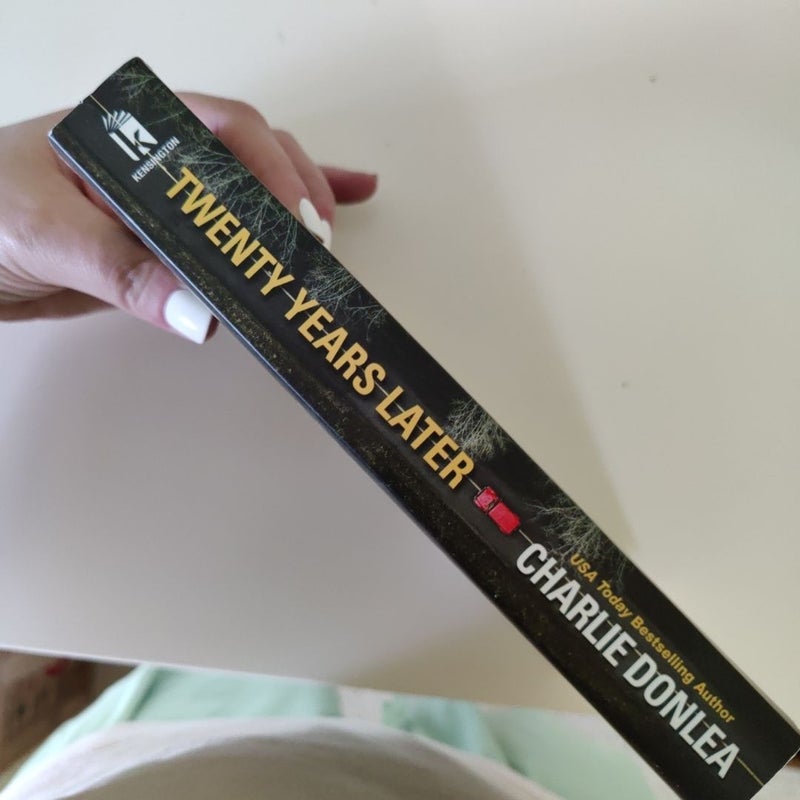 KENSINGTON
TWENTY YEARS LATER
USA Today Bestselling Author
CHARLIE DONLEA